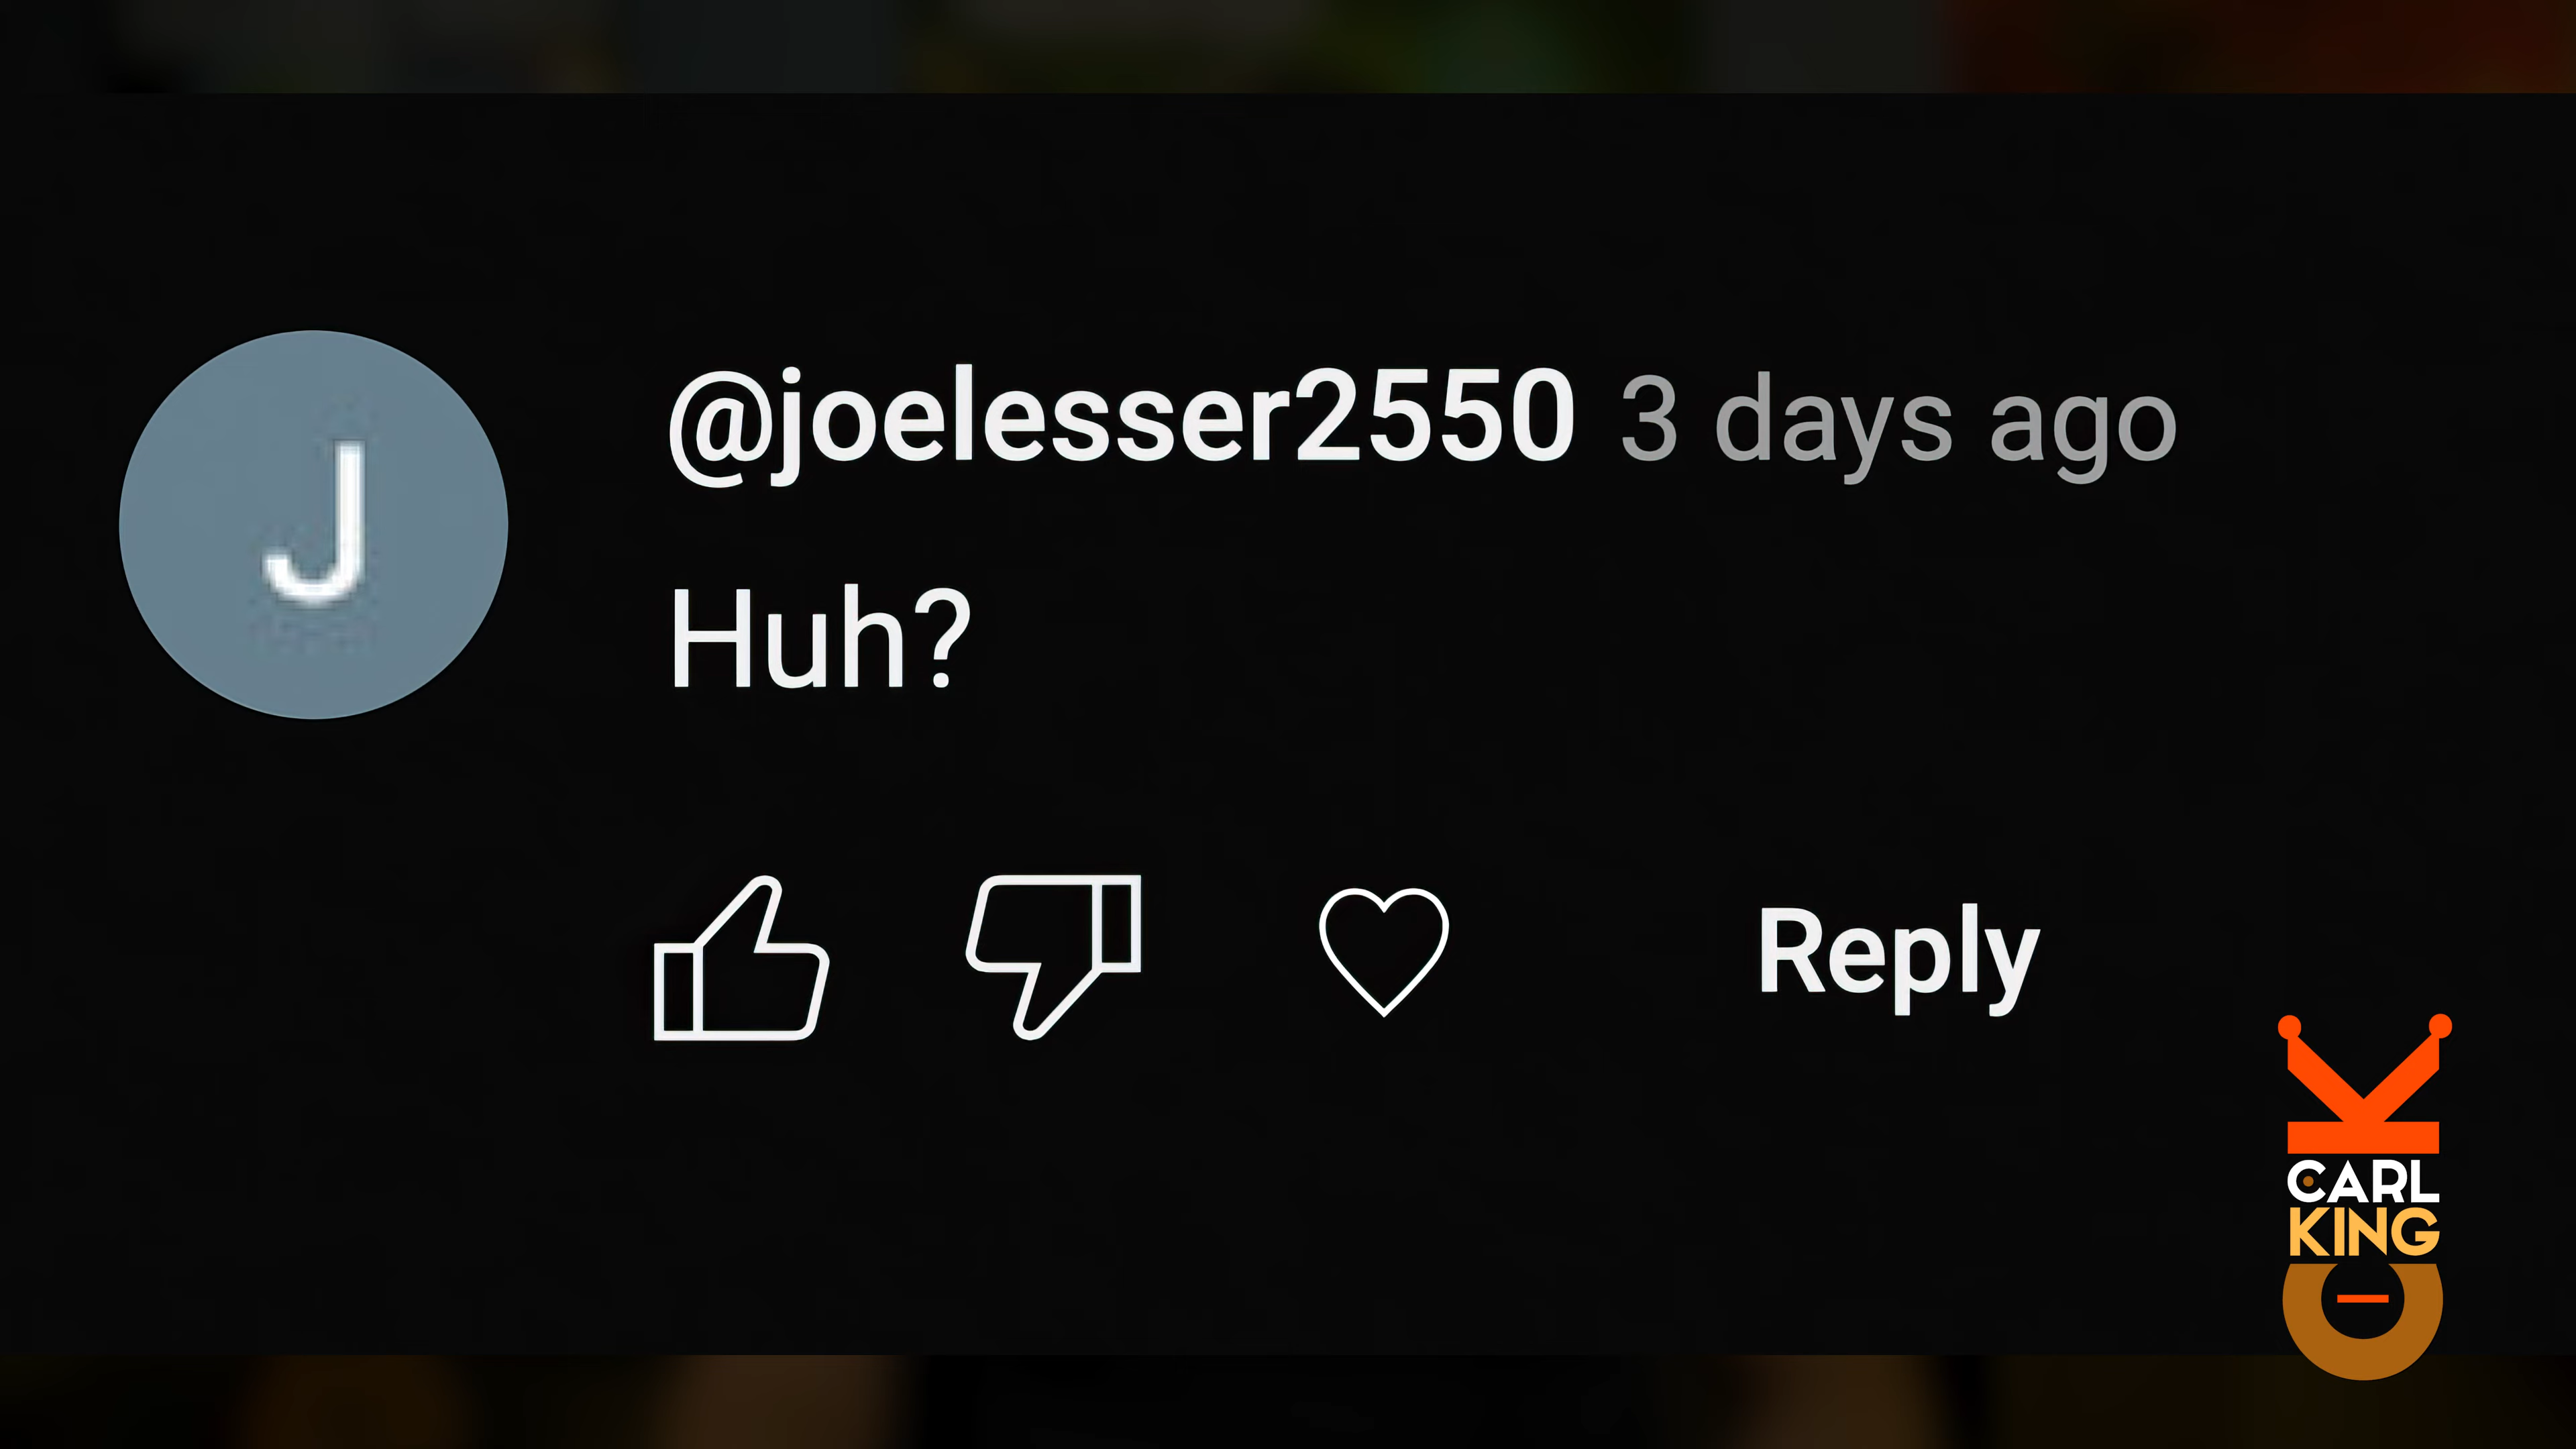 J
@joelesser2550 3 days ago
Huh?
Reply
K
CARL
KING
C